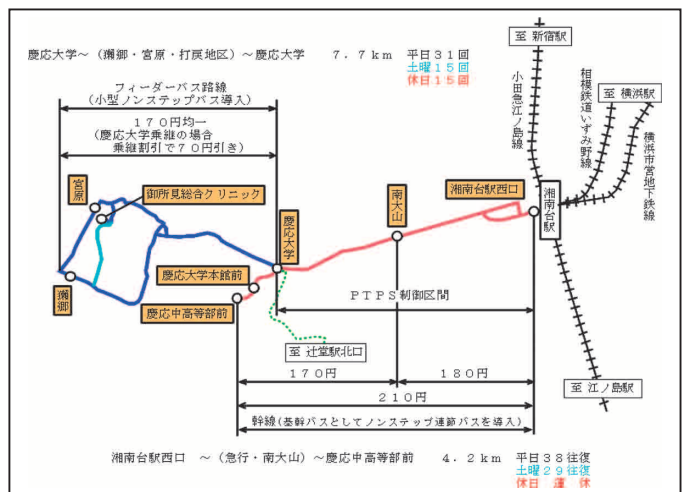 至 新宿駅
慶応大学～（獺郷・宮原・打戻地区）～慶応大学　７．７ｋｍ　平日３１回
土曜１５回
休日１５回
フィーダーバス路線
（小型ノンステップバス導入）
小田急江ノ島線
相模鉄道いずみ野線
至 横浜駅
横浜市営地下鉄線
１７０円均一
（慶応大学乗継の場合
乗継割引で７０円引き）
宮原
御所見総合クリニック
慶応大学
南大山
湘南台駅西口
湘南台駅
獺郷
慶応大学本館前
慶応中高等部前
ＰＴＰＳ制御区間
至 辻堂駅北口
１７０円
１８０円
至 江ノ島駅
２１０円
幹線（基幹バスとしてノンステップ連節バスを導入）
湘南台駅西口　～（急行・南大山）～慶応中高等部前　４．２ｋｍ　平日３８往復
土曜２９往復
休日　運　休